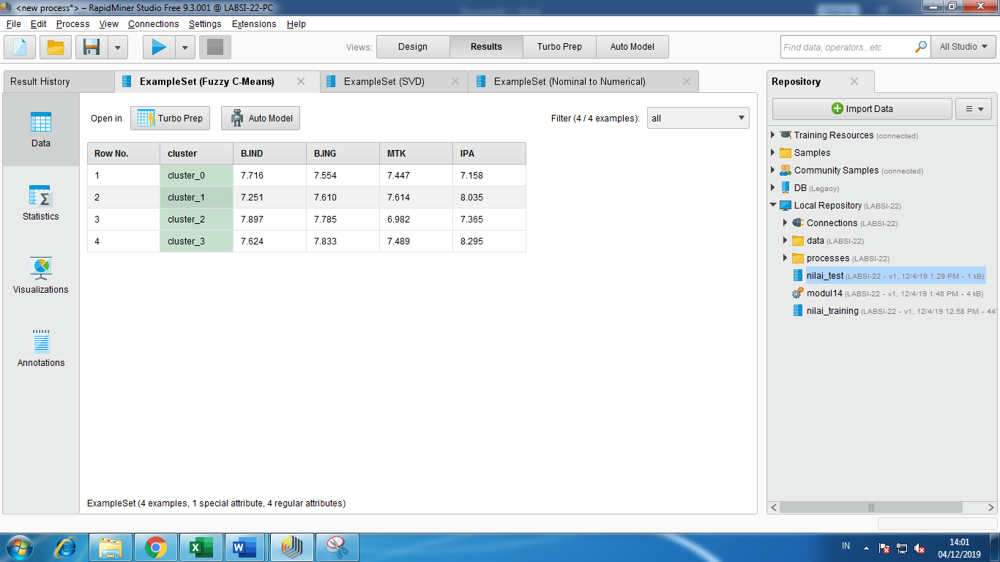 <new process*> – RapidMiner Studio Free 9.3.001 @ LABSI-22-PC
File Edit Process View Connections Settings Extensions Help
Views: Design Results Turbo Prep Auto Model
Find data, operators...etc All Studio
Result History ExampleSet (Fuzzy C-Means) ExampleSet (SVD) ExampleSet (Nominal to Numerical)
Data
Statistics
Visualizations
Annotations
Open in Turbo Prep Auto Model Filter (4 / 4 examples): all
Row No. cluster B.IND B.ING MTK IPA
1 cluster_0 7.716 7.554 7.447 7.158
2 cluster_1 7.251 7.610 7.614 8.035
3 cluster_2 7.897 7.785 6.982 7.365
4 cluster_3 7.624 7.833 7.489 8.295
ExampleSet (4 examples, 1 special attribute, 4 regular attributes)
Repository
Import Data
Training Resources (connected)
Samples
Community Samples (connected)
DB (Legacy)
Local Repository (LABSI-22)
Connections (LABSI-22)
data (LABSI-22)
processes (LABSI-22)
nilai_test (LABSI-22 - v1, 12/4/19 1:29 PM - 1 kB)
modul14 (LABSI-22 - v1, 12/4/19 1:48 PM - 4 kB)
nilai_training (LABSI-22 - v1, 12/4/19 12:58 PM -
IN
14:01
04/12/2019